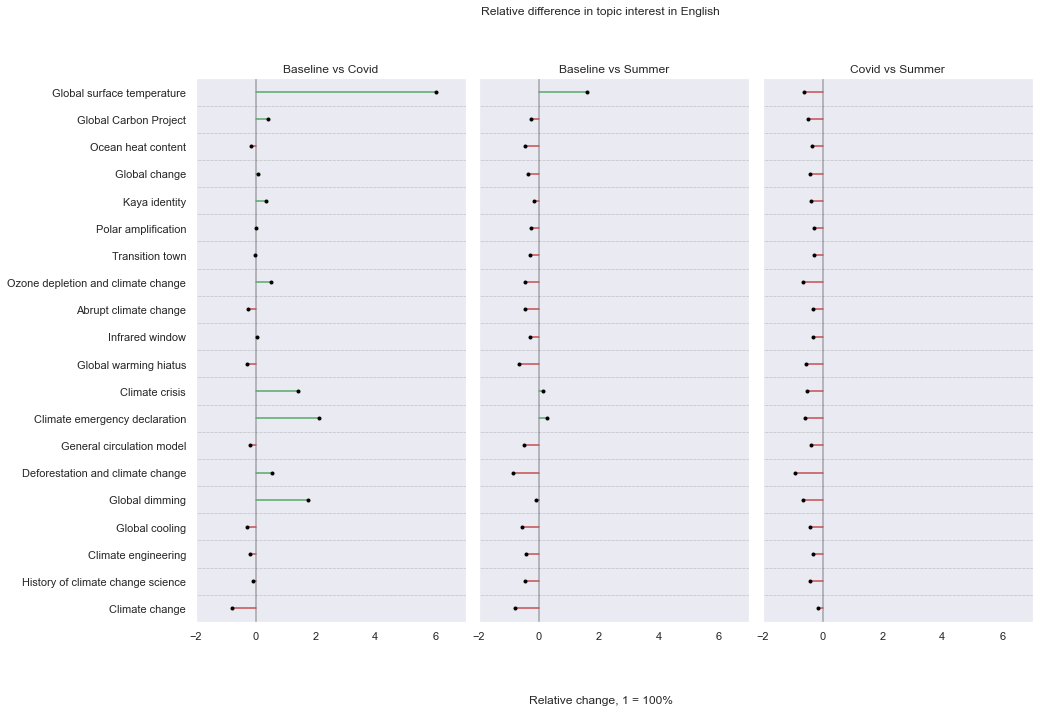 Relative difference in topic interest in English
Baseline vs Covid
Baseline vs Summer
Covid vs Summer
Global surface temperature
Global Carbon Project
Ocean heat content
Global change
Kaya identity
Polar amplification
Transition town
Ozone depletion and climate change
Abrupt climate change
Infrared window
Global warming hiatus
Climate crisis
Climate emergency declaration
General circulation model
Deforestation and climate change
Global dimming
Global cooling
Climate engineering
History of climate change science
Climate change
−2 0 2 4 6
−2 0 2 4 6
−2 0 2 4 6
Relative change, 1 = 100%